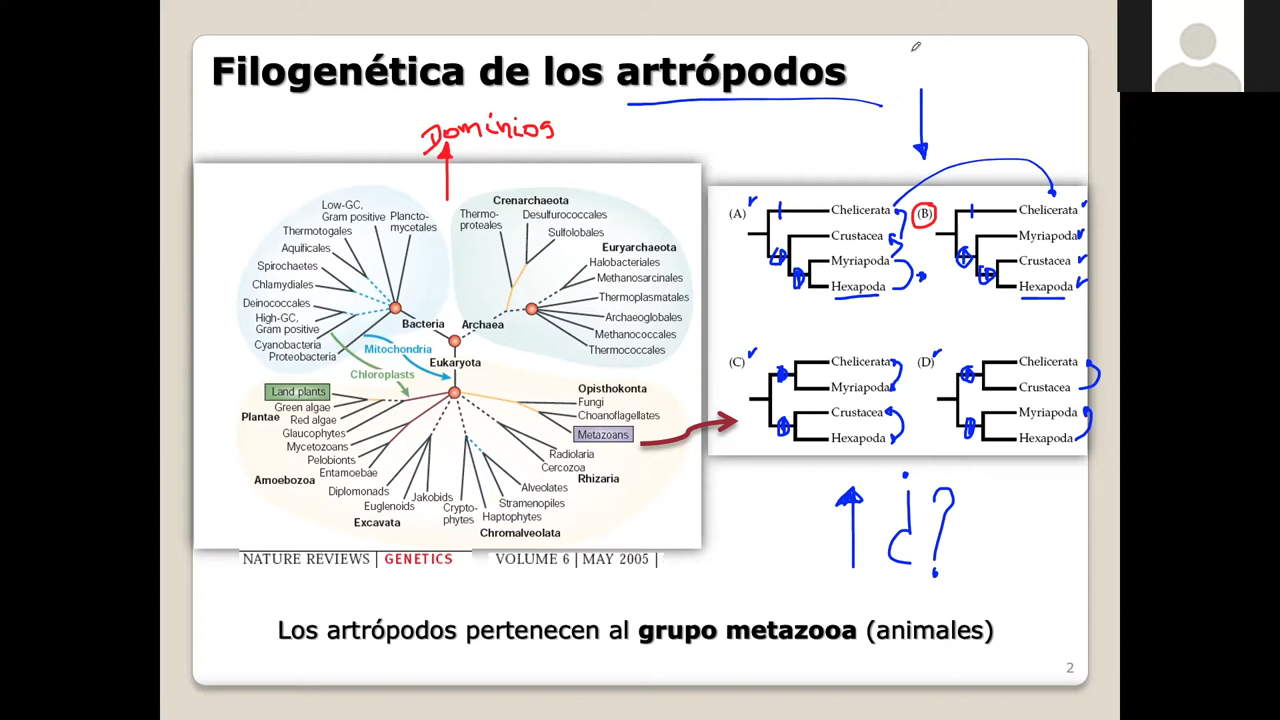 Filogenética de los artrópodos
Dominios
Low-GC,
Gram positive
Plancto-
mycetales
Thermotogales
Aquificales
Spirochaetes
Chlamydiales
Deinococcales
High-GC,
Gram positive
Cyanobacteria
Proteobacteria
Bacteria
Crenarchaeota
Thermo-
proteales
Desulfurococcales
Sulfolobales
Euryarchaeota
Halobacteriales
Methanosarcinales
Thermoplasmatales
Archaeoglobales
Methanococcales
Thermococcales
Archaea
Mitochondria
Eukaryota
Chloroplasts
Land plants
Green algae
Plantae
Red algae
Glaucophytes
Mycetozoans
Pelobionts
Entamoebae
Amoebozoa
Diplomonads
Euglenoids
Jakobids
Excavata
Crypto-
phytes
Haptophytes
Stramenopiles
Alveolates
Chromalveolata
Opisthokonta
Fungi
Choanoflagellates
Metazoans
Radiolaria
Cercozoa
Rhizaria
NATURE REVIEWS | GENETICS VOLUME 6 | MAY 2005 |
(A)
Chelicerata
Crustacea
Myriapoda
Hexapoda
(B)
Chelicerata
Myriapoda
Crustacea
Hexapoda
(C)
Chelicerata
Myriapoda
Crustacea
Hexapoda
(D)
Chelicerata
Crustacea
Myriapoda
Hexapoda
¿?
Los artrópodos pertenecen al grupo metazooa (animales)
2